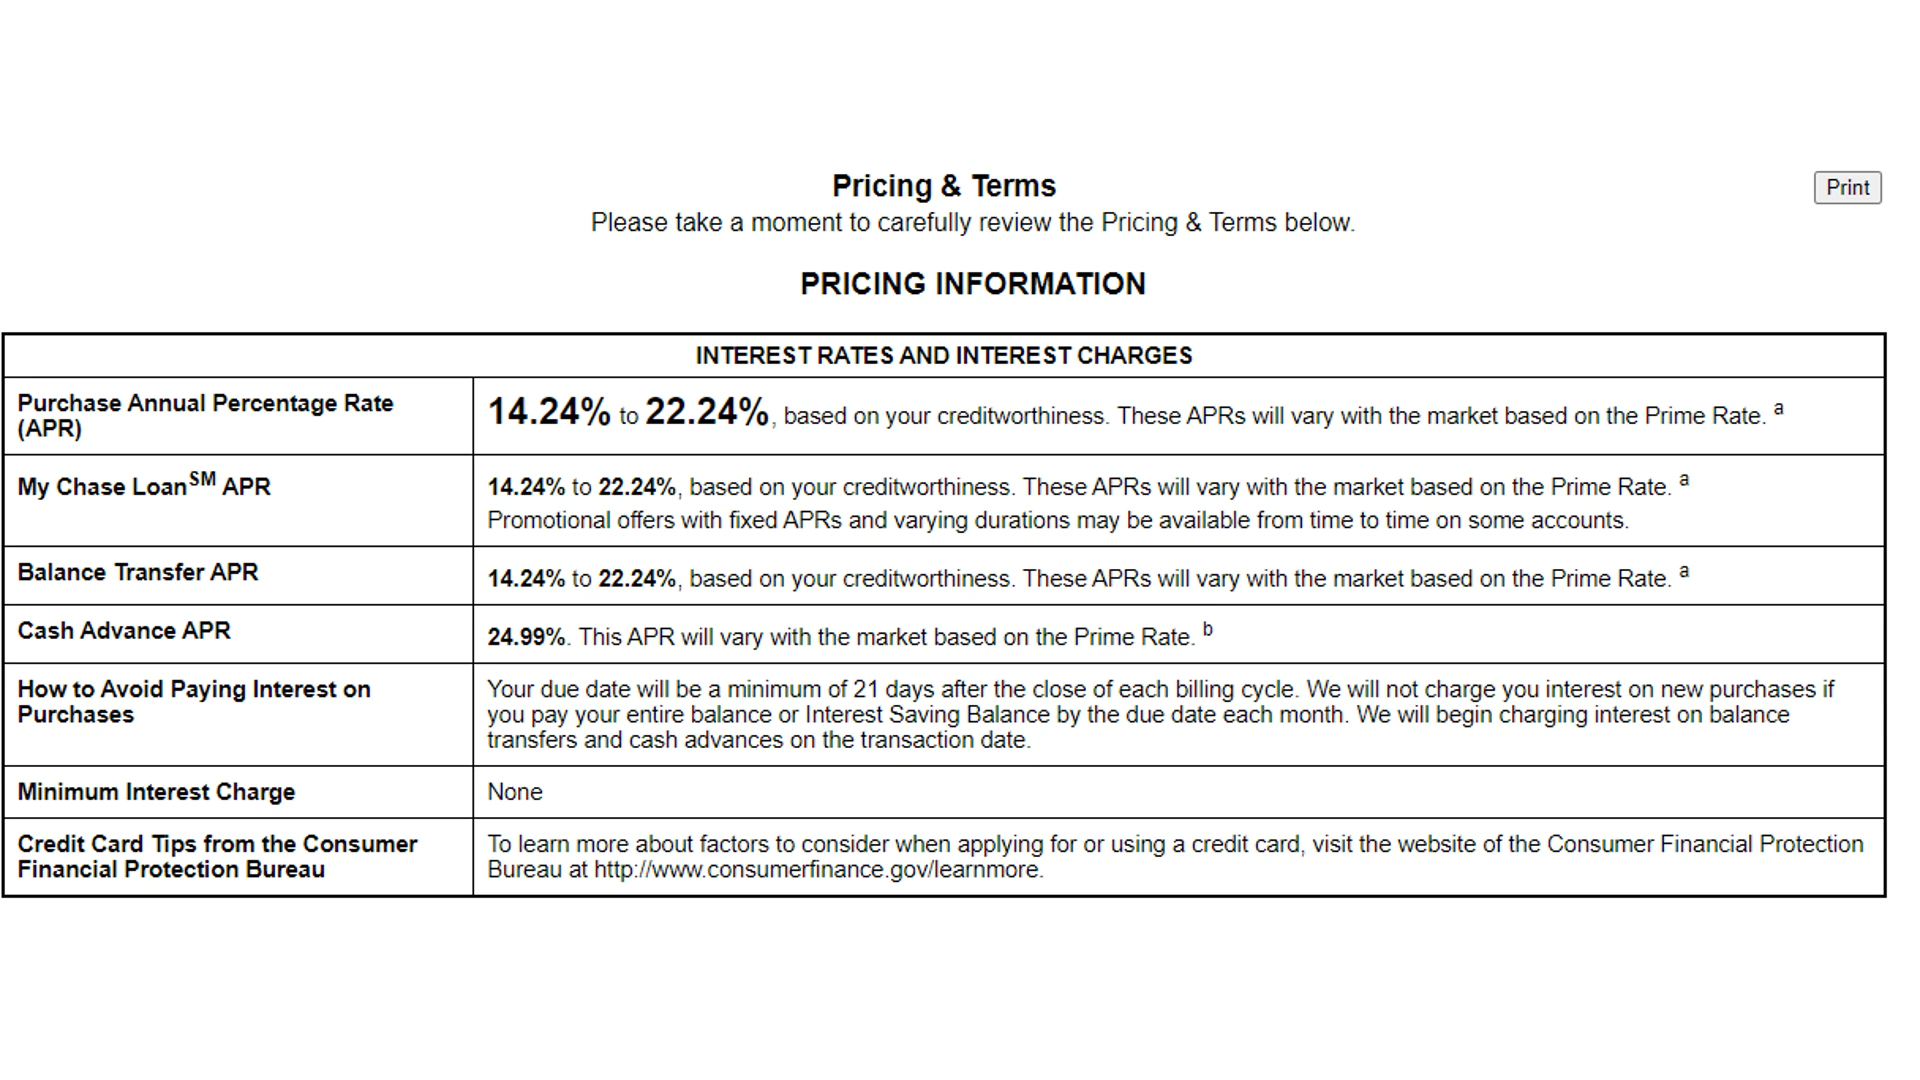 Pricing & Terms
Print
Please take a moment to carefully review the Pricing & Terms below.
PRICING INFORMATION
INTEREST RATES AND INTEREST CHARGES
Purchase Annual Percentage Rate
(APR)
14.24% to 22.24%, based on your creditworthiness. These APRs will vary with the market based on the Prime Rate. a
My Chase LoanSM APR
14.24% to 22.24%, based on your creditworthiness. These APRs will vary with the market based on the Prime Rate. a
Promotional offers with fixed APRs and varying durations may be available from time to time on some accounts.
Balance Transfer APR
14.24% to 22.24%, based on your creditworthiness. These APRs will vary with the market based on the Prime Rate. a
Cash Advance APR
24.99%. This APR will vary with the market based on the Prime Rate. b
How to Avoid Paying Interest on
Purchases
Your due date will be a minimum of 21 days after the close of each billing cycle. We will not charge you interest on new purchases if
you pay your entire balance or Interest Saving Balance by the due date each month. We will begin charging interest on balance
transfers and cash advances on the transaction date.
Minimum Interest Charge
None
Credit Card Tips from the Consumer
Financial Protection Bureau
To learn more about factors to consider when applying for or using a credit card, visit the website of the Consumer Financial Protection
Bureau at http://www.consumerfinance.gov/learnmore.